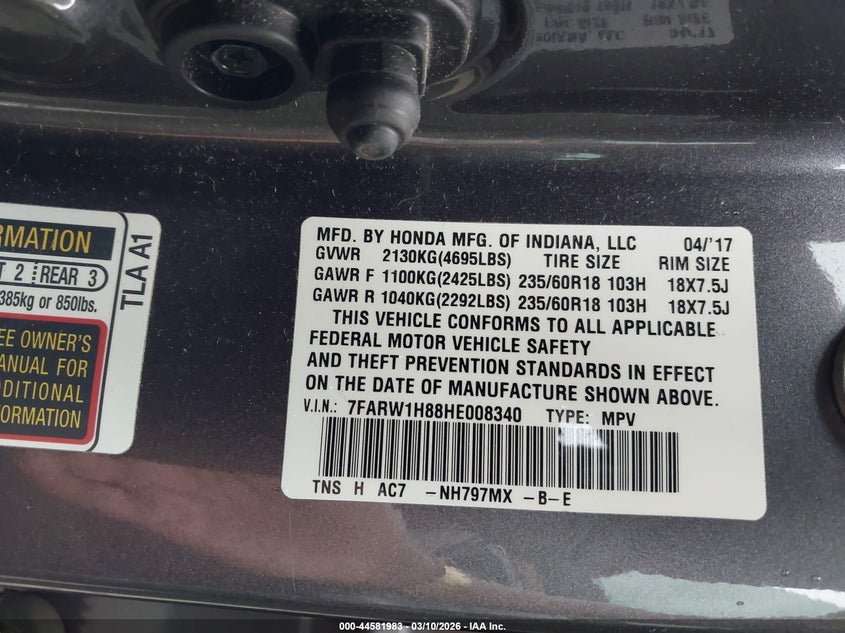 RMATION
T 2 REAR 3
385kg or 850lbs.
EE OWNER'S
ANUAL FOR
DDITIONAL
FORMATION
TLA A1
MFD. BY HONDA MFG. OF INDIANA, LLC 04/'17
GVWR 2130KG(4695LBS) TIRE SIZE RIM SIZE
GAWR F 1100KG(2425LBS) 235/60R18 103H 18X7.5J
GAWR R 1040KG(2292LBS) 235/60R18 103H 18X7.5J
THIS VEHICLE CONFORMS TO ALL APPLICABLE
FEDERAL MOTOR VEHICLE SAFETY
AND THEFT PREVENTION STANDARDS IN EFFECT
ON THE DATE OF MANUFACTURE SHOWN ABOVE.
V.I.N.: 7FARW1H88HE008340 TYPE: MPV
TNS H AC7 -NH797MX -B-E
000-44581983 - 03/10/2026 - IAA Inc.